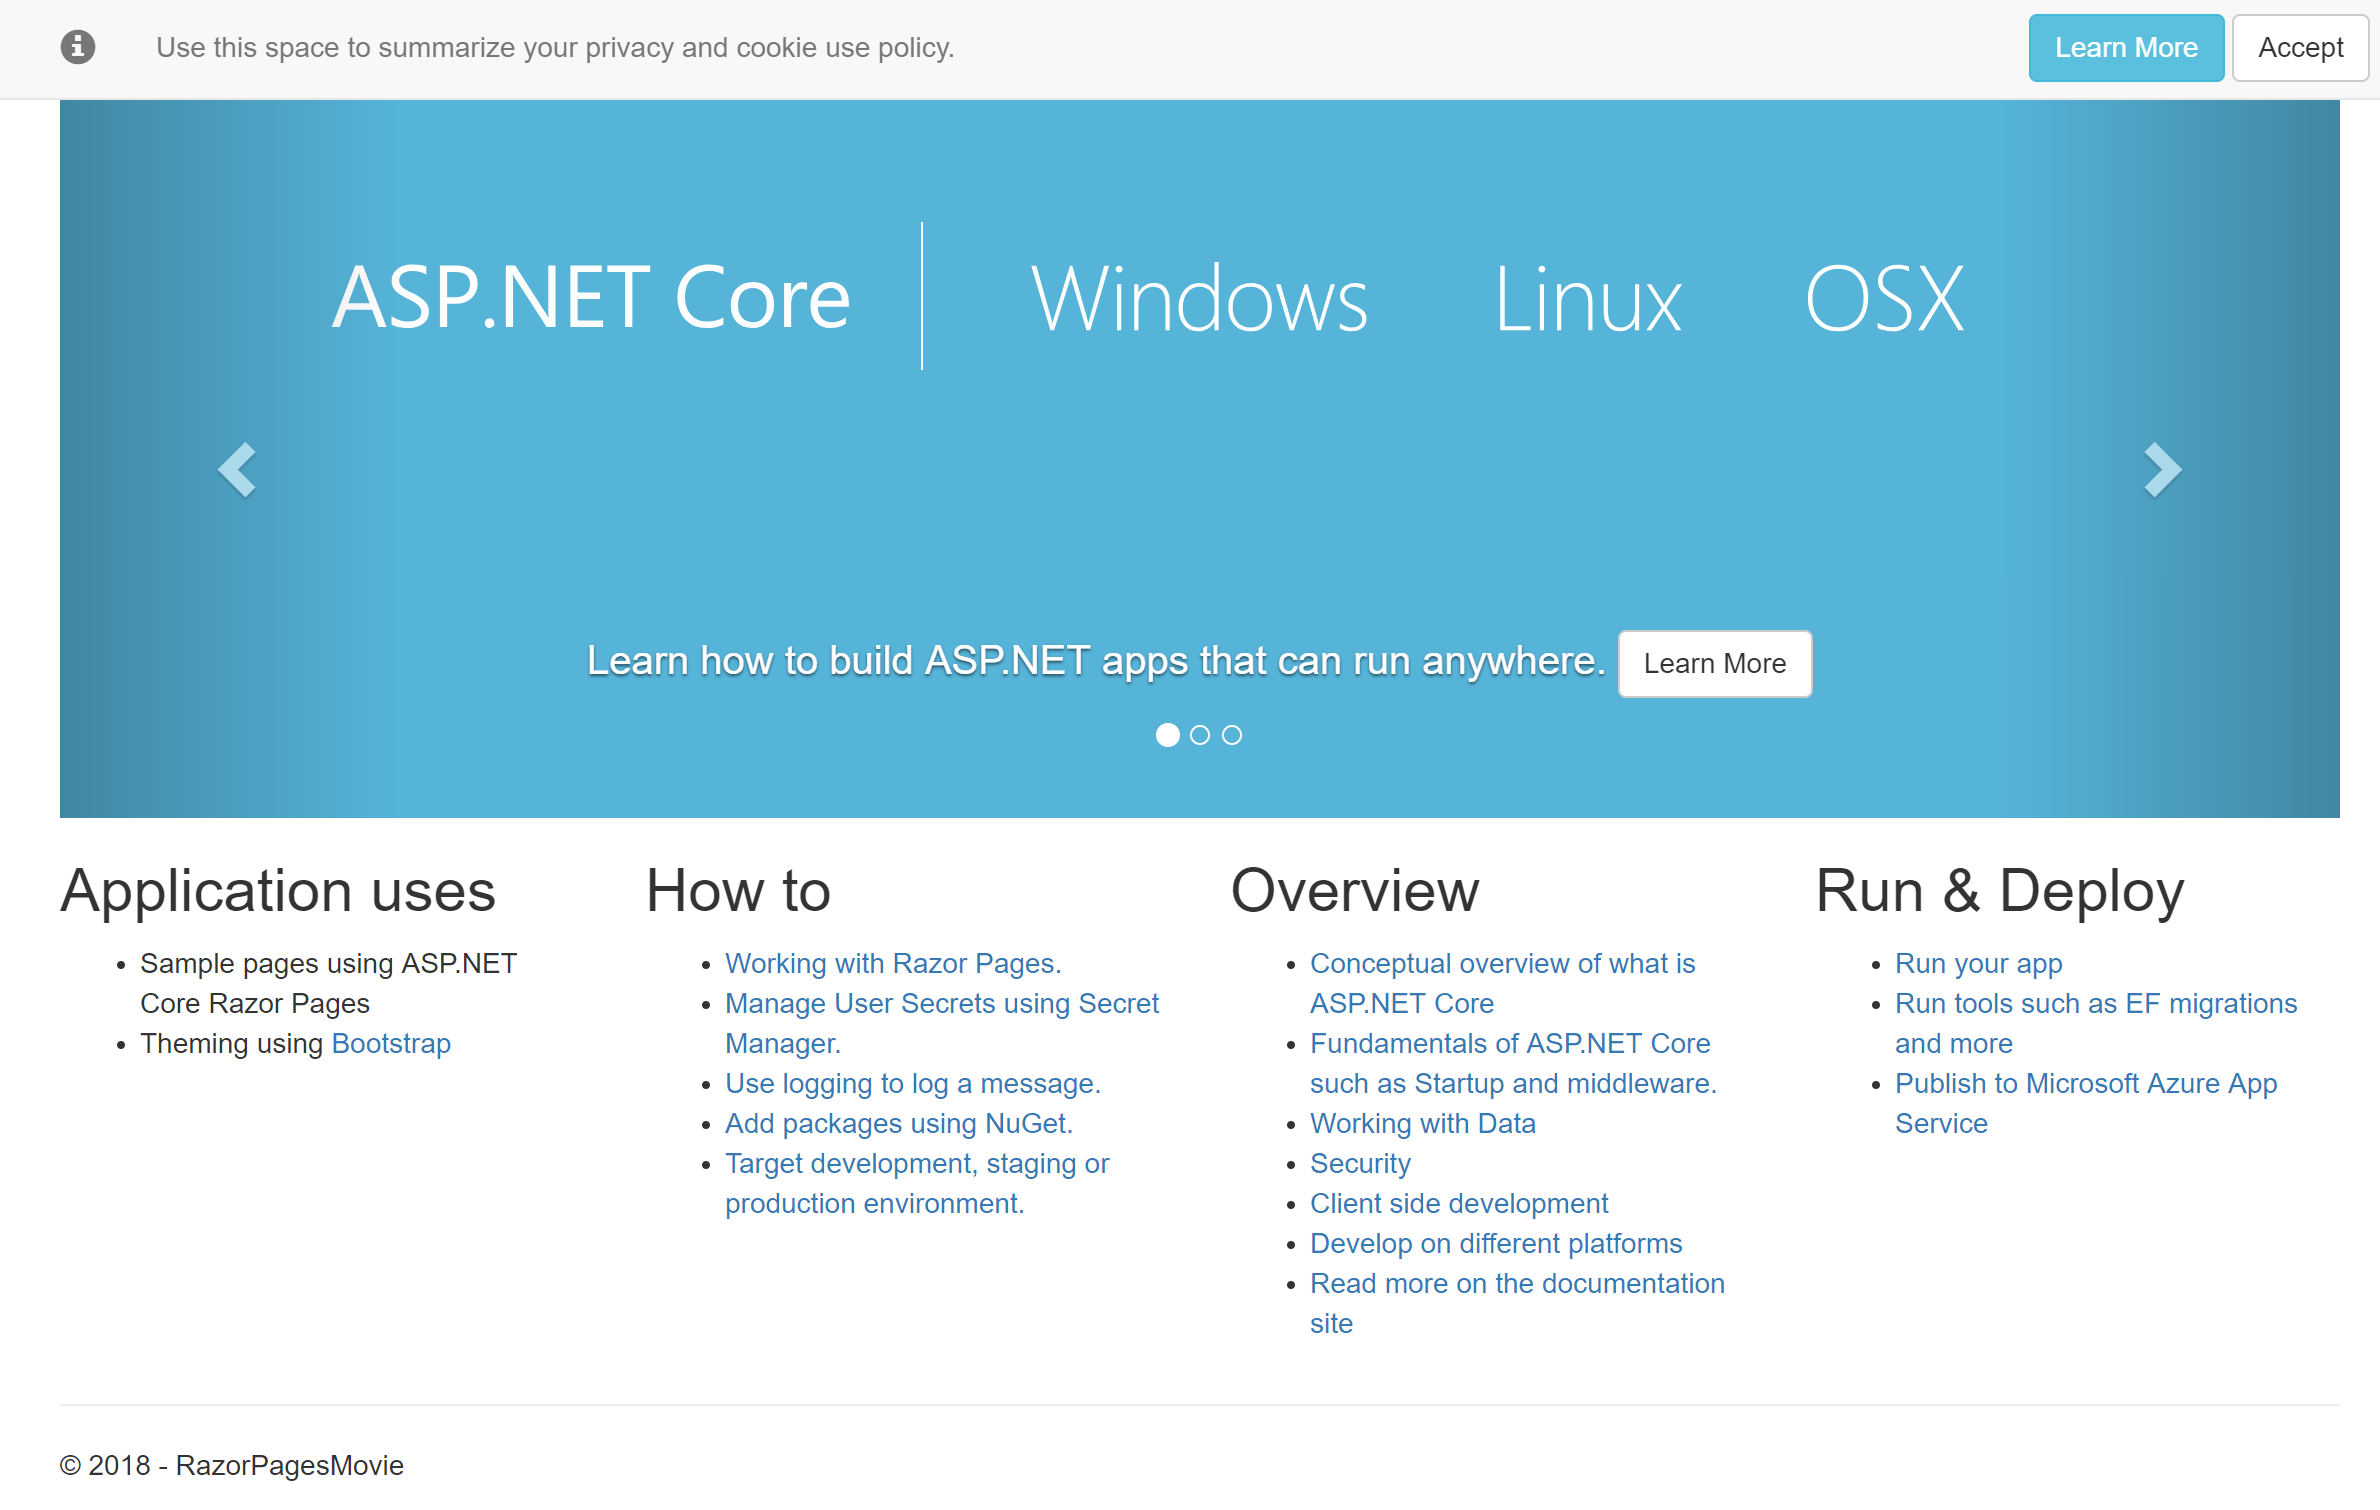 Use this space to summarize your privacy and cookie use policy.
Learn More
Accept
ASP.NET Core
Windows
Linux
OSX
Learn how to build ASP.NET apps that can run anywhere.
Learn More
Application uses
Sample pages using ASP.NET
Core Razor Pages
Theming using Bootstrap
How to
Working with Razor Pages.
Manage User Secrets using Secret
Manager.
Use logging to log a message.
Add packages using NuGet.
Target development, staging or
production environment.
Overview
Conceptual overview of what is
ASP.NET Core
Fundamentals of ASP.NET Core
such as Startup and middleware.
Working with Data
Security
Client side development
Develop on different platforms
Read more on the documentation
site
Run & Deploy
Run your app
Run tools such as EF migrations
and more
Publish to Microsoft Azure App
Service
© 2018 - RazorPagesMovie